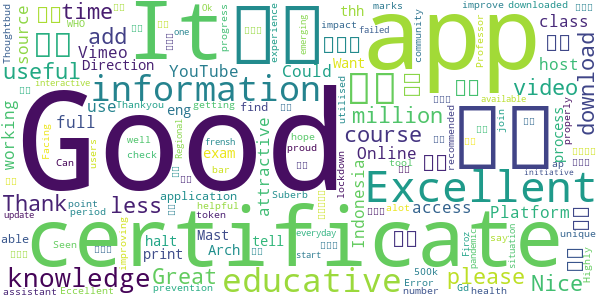 Thoughtbud
WHO
time
source
add
It
Ok
one
progress
experience
emerging
app
thh
impact
failed
Want
community
improve
downloaded
marks
Professor
class
host
useful
Vimeo
Direction
YouTube
Could
video
working
interactive
information
use
Thankyou
eng
getting
find
million
utilised
recommended
available
download
Good
full
well
check
Regional
frensh
hope
proud
exam
bar
course
Online
lockdown
join
process
properly
Facing
Can
users
attractive
Indonesia
Excellent
Thank
less
application
helpful
token
Suberb
access
Platform
update
point
period
able
Seen
improving
certificate
alot
tool
initiative
unique
say
situation
Highly
halt
print
Mast
Arch
tell
everyday
start
please
pandemic
Firoz
knowledge
Great
educative
Nice
assistant
Eccellent
prevention
500k
Error
number
Gd
health